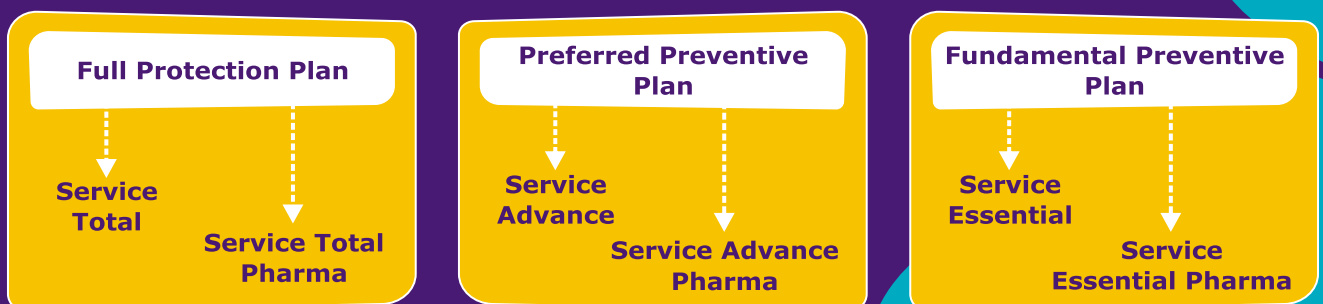 Full Protection Plan
Service
Total
Service Total
Pharma
Preferred Preventive
Plan
Service
Advance
Service Advance
Pharma
Fundamental Preventive
Plan
Service
Essential
Service
Essential Pharma